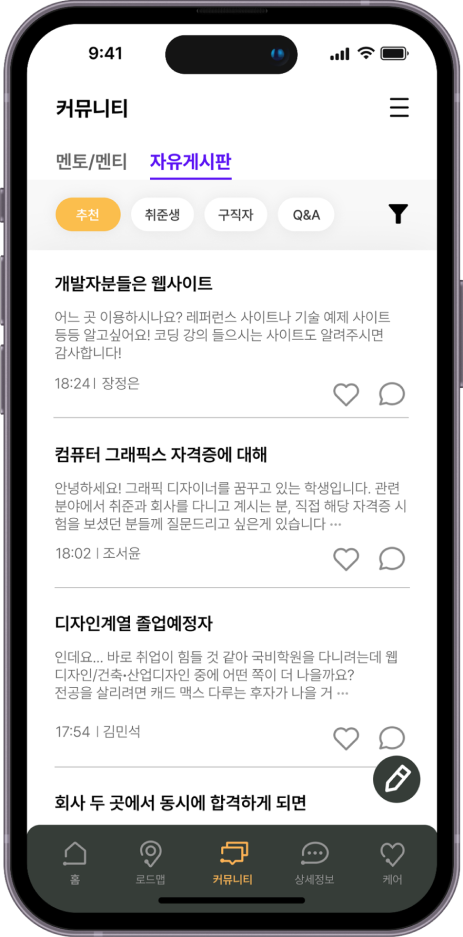 9:41
커뮤니티
멘토/멘티 자유게시판
추천 취준생 구직자 Q&A
개발자분들은 웹사이트
어느 곳 이용하시나요? 레퍼런스 사이트나 기술 예제 사이트
등등 알고싶어요! 코딩 강의 들으시는 사이트도 알려주시면
감사합니다!
18:24 | 장정은
컴퓨터 그래픽스 자격증에 대해
안녕하세요! 그래픽 디자이너를 꿈꾸고 있는 학생입니다. 관련
분야에서 취준과 회사를 다니고 계시는 분, 직접 해당 자격증 시
험을 보셨던 분들께 질문드리고 싶은게 있습니다 ···
18:02 | 조서윤
디자인계열 졸업예정자
인데요... 바로 취업이 힘들 것 같아 국비학원을 다니려는데 웹
디자인/건축·산업디자인 중에 어떤 쪽이 더 나을까요?
전공을 살리려면 캐드 맥스 다루는 후자가 나을 거 ···
17:54 | 김민석
회사 두 곳에서 동시에 합격하게 되면
홈 로드맵 커뮤니티 상세정보 케어